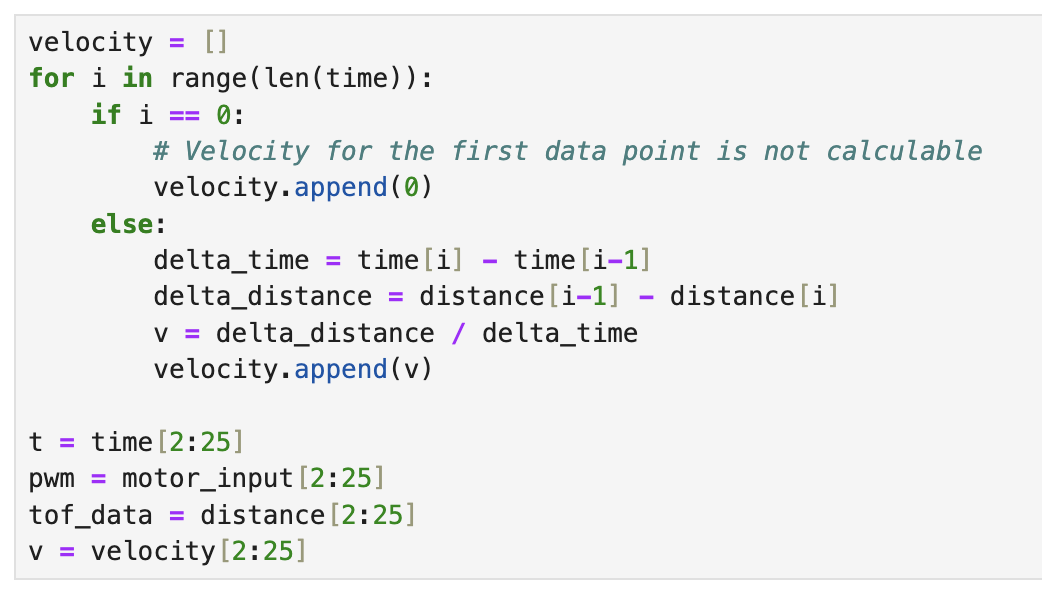 velocity = []
for i in range(len(time)):
    if i == 0:
        # Velocity for the first data point is not calculable
        velocity.append(0)
    else:
        delta_time = time[i] - time[i-1]
        delta_distance = distance[i-1] - distance[i]
        v = delta_distance / delta_time
        velocity.append(v)

t = time[2:25]
pwm = motor_input[2:25]
tof_data = distance[2:25]
v = velocity[2:25]